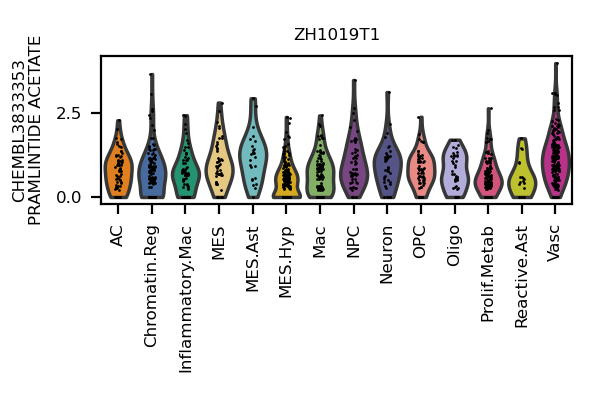 ZH1019T1
CHEMBL3833353
PRAMLINTIDE ACETATE
2.5
0.0
AC
Chromatin.Reg
Inflammatory.Mac
MES
MES.Ast
MES.Hyp
Mac
NPC
Neuron
OPC
Oligo
Prolif.Metab
Reactive.Ast
Vasc